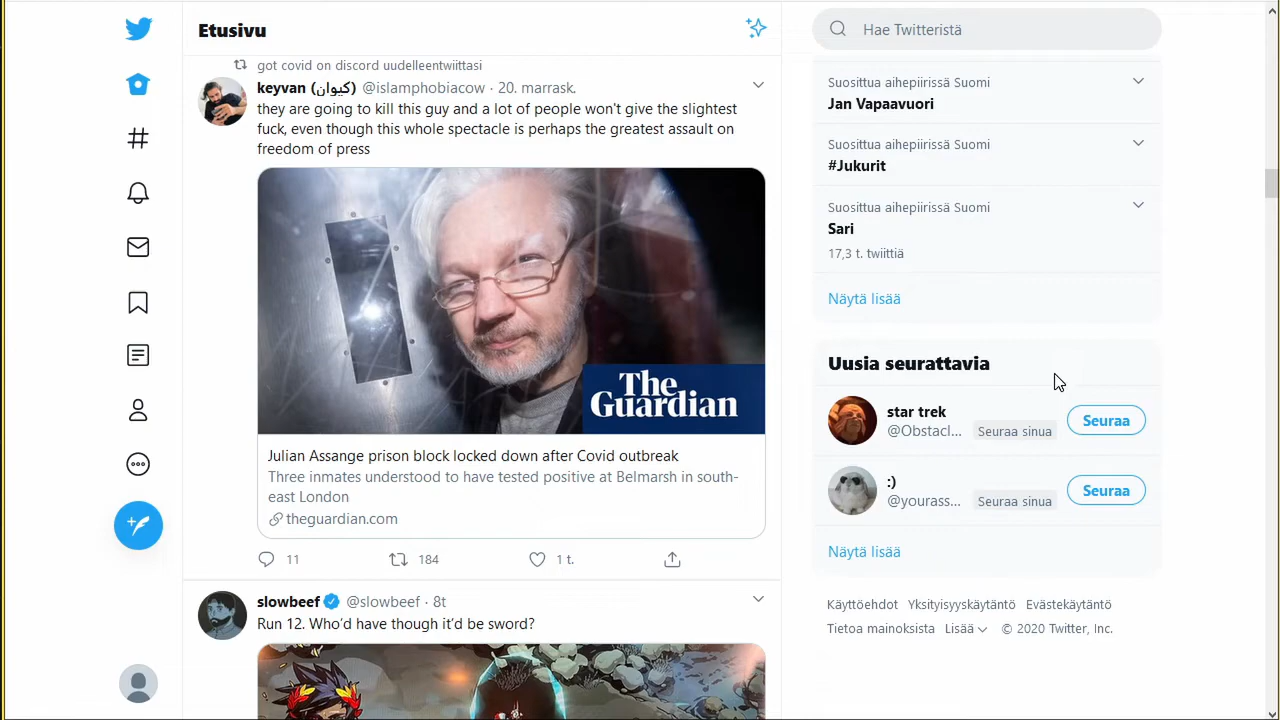 Etusivu
got covid on discord uudelleentwiittasi
keyvan (کیوان) @islamphobiacow · 20. marrask.
they are going to kill this guy and a lot of people won't give the slightest
fuck, even though this whole spectacle is perhaps the greatest assault on
freedom of press
The
Guardian
Julian Assange prison block locked down after Covid outbreak
Three inmates understood to have tested positive at Belmarsh in south-
east London
theguardian.com
11
184
1 t.
slowbeef @slowbeef · 8t
Run 12. Who'd have though it'd be sword?
Hae Twitteristä
Suosittua aihepiirissä Suomi
Jan Vapaavuori
Suosittua aihepiirissä Suomi
#Jukurit
Suosittua aihepiirissä Suomi
Sari
17,3 t. twiittiä
Näytä lisää
Uusia seurattavia
star trek
@Obstacl... Seuraa sinua
Seuraa
:)
@yourass... Seuraa sinua
Seuraa
Näytä lisää
Käyttöehdot Yksityisyyskäytäntö Evästekäytäntö
Tietoa mainoksista Lisää © 2020 Twitter, Inc.